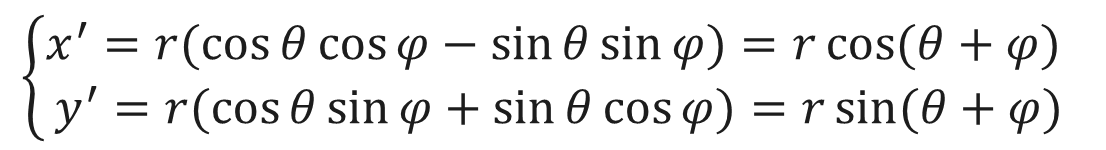 x′ = r(cos θ cos φ − sin θ sin φ) = r cos(θ + φ)
y′ = r(cos θ sin φ + sin θ cos φ) = r sin(θ + φ)